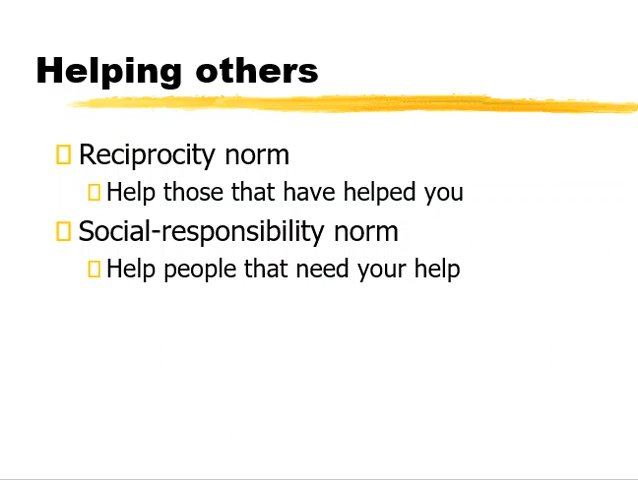 Helping others
Reciprocity norm
Help those that have helped you
Social-responsibility norm
Help people that need your help